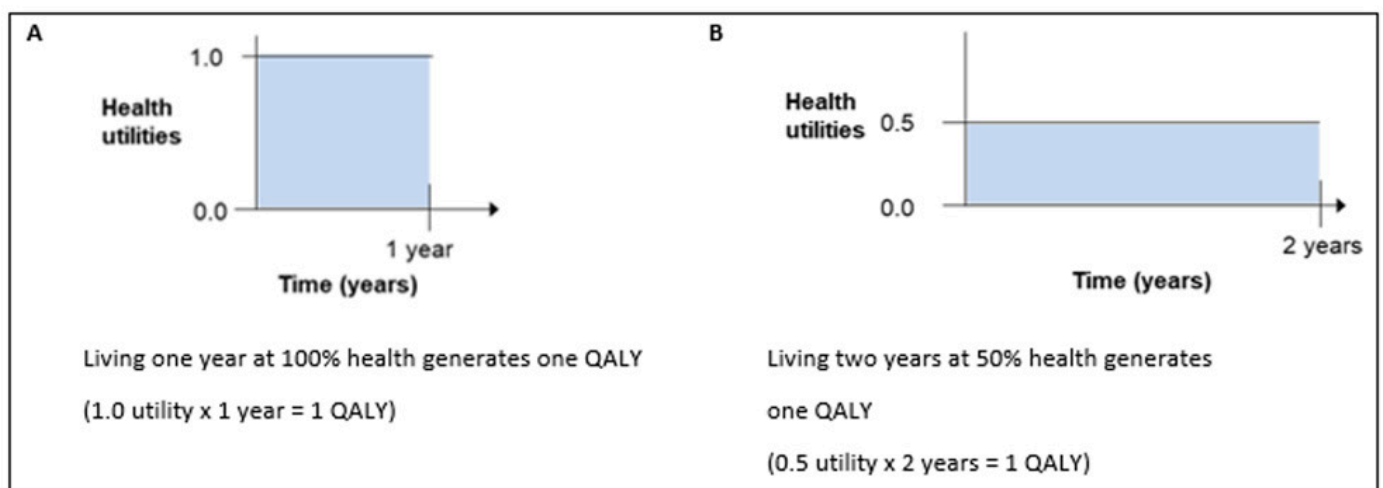 A
1.0
Health
utilities
0.0
1 year
Time (years)
Living one year at 100% health generates one QALY
(1.0 utility x 1 year = 1 QALY)
B
Health
utilities
0.5
0.0
2 years
Time (years)
Living two years at 50% health generates
one QALY
(0.5 utility x 2 years = 1 QALY)